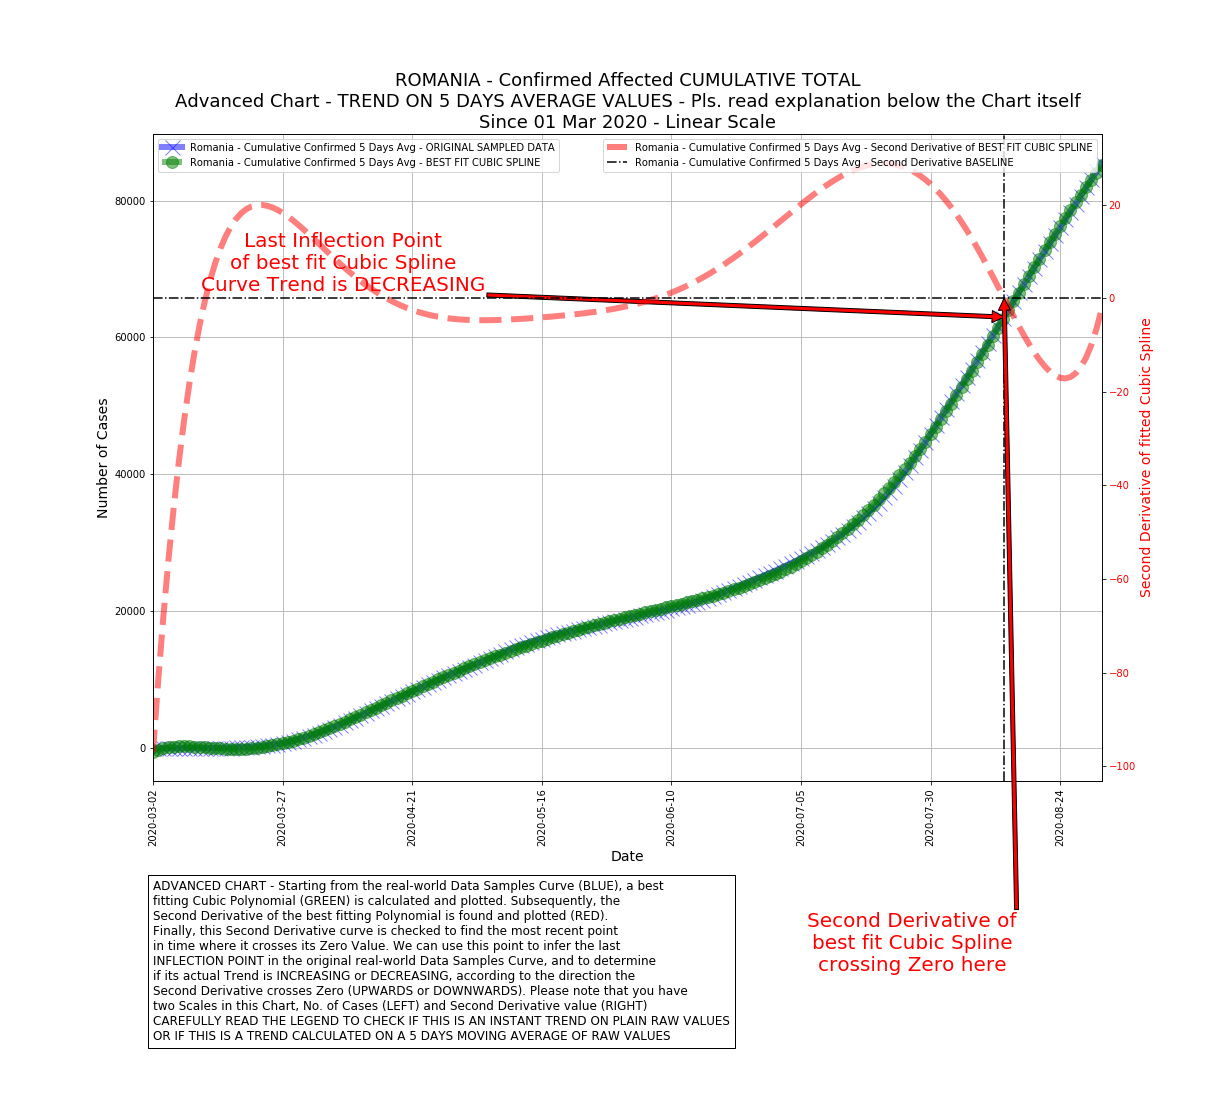 ROMANIA - Confirmed Affected CUMULATIVE TOTAL
Advanced Chart - TREND ON 5 DAYS AVERAGE VALUES - Pls. read explanation below the Chart itself
Since 01 Mar 2020 - Linear Scale
Romania - Cumulative Confirmed 5 Days Avg - ORIGINAL SAMPLED DATA
Romania - Cumulative Confirmed 5 Days Avg - BEST FIT CUBIC SPLINE
Romania - Cumulative Confirmed 5 Days Avg - Second Derivative of BEST FIT CUBIC SPLINE
Romania - Cumulative Confirmed 5 Days Avg - Second Derivative BASELINE
Last Inflection Point
of best fit Cubic Spline
Curve Trend is DECREASING
Number of Cases
80000
60000
40000
20000
0
20
0
−20
−40
−60
−80
−100
Second Derivative of fitted Cubic Spline
2020-03-02
2020-03-27
2020-04-21
2020-05-16
2020-06-10
2020-07-05
2020-07-30
2020-08-24
Date
ADVANCED CHART - Starting from the real-world Data Samples Curve (BLUE), a best
fitting Cubic Polynomial (GREEN) is calculated and plotted. Subsequently, the
Second Derivative of the best fitting Polynomial is found and plotted (RED).
Finally, this Second Derivative curve is checked to find the most recent point
in time where it crosses its Zero Value. We can use this point to infer the last
INFLECTION POINT in the original real-world Data Samples Curve, and to determine
if its actual Trend is INCREASING or DECREASING, according to the direction the
Second Derivative crosses Zero (UPWARDS or DOWNWARDS). Please note that you have
two Scales in this Chart, No. of Cases (LEFT) and Second Derivative value (RIGHT)
CAREFULLY READ THE LEGEND TO CHECK IF THIS IS AN INSTANT TREND ON PLAIN RAW VALUES
OR IF THIS IS A TREND CALCULATED ON A 5 DAYS MOVING AVERAGE OF RAW VALUES
Second Derivative of
best fit Cubic Spline
crossing Zero here